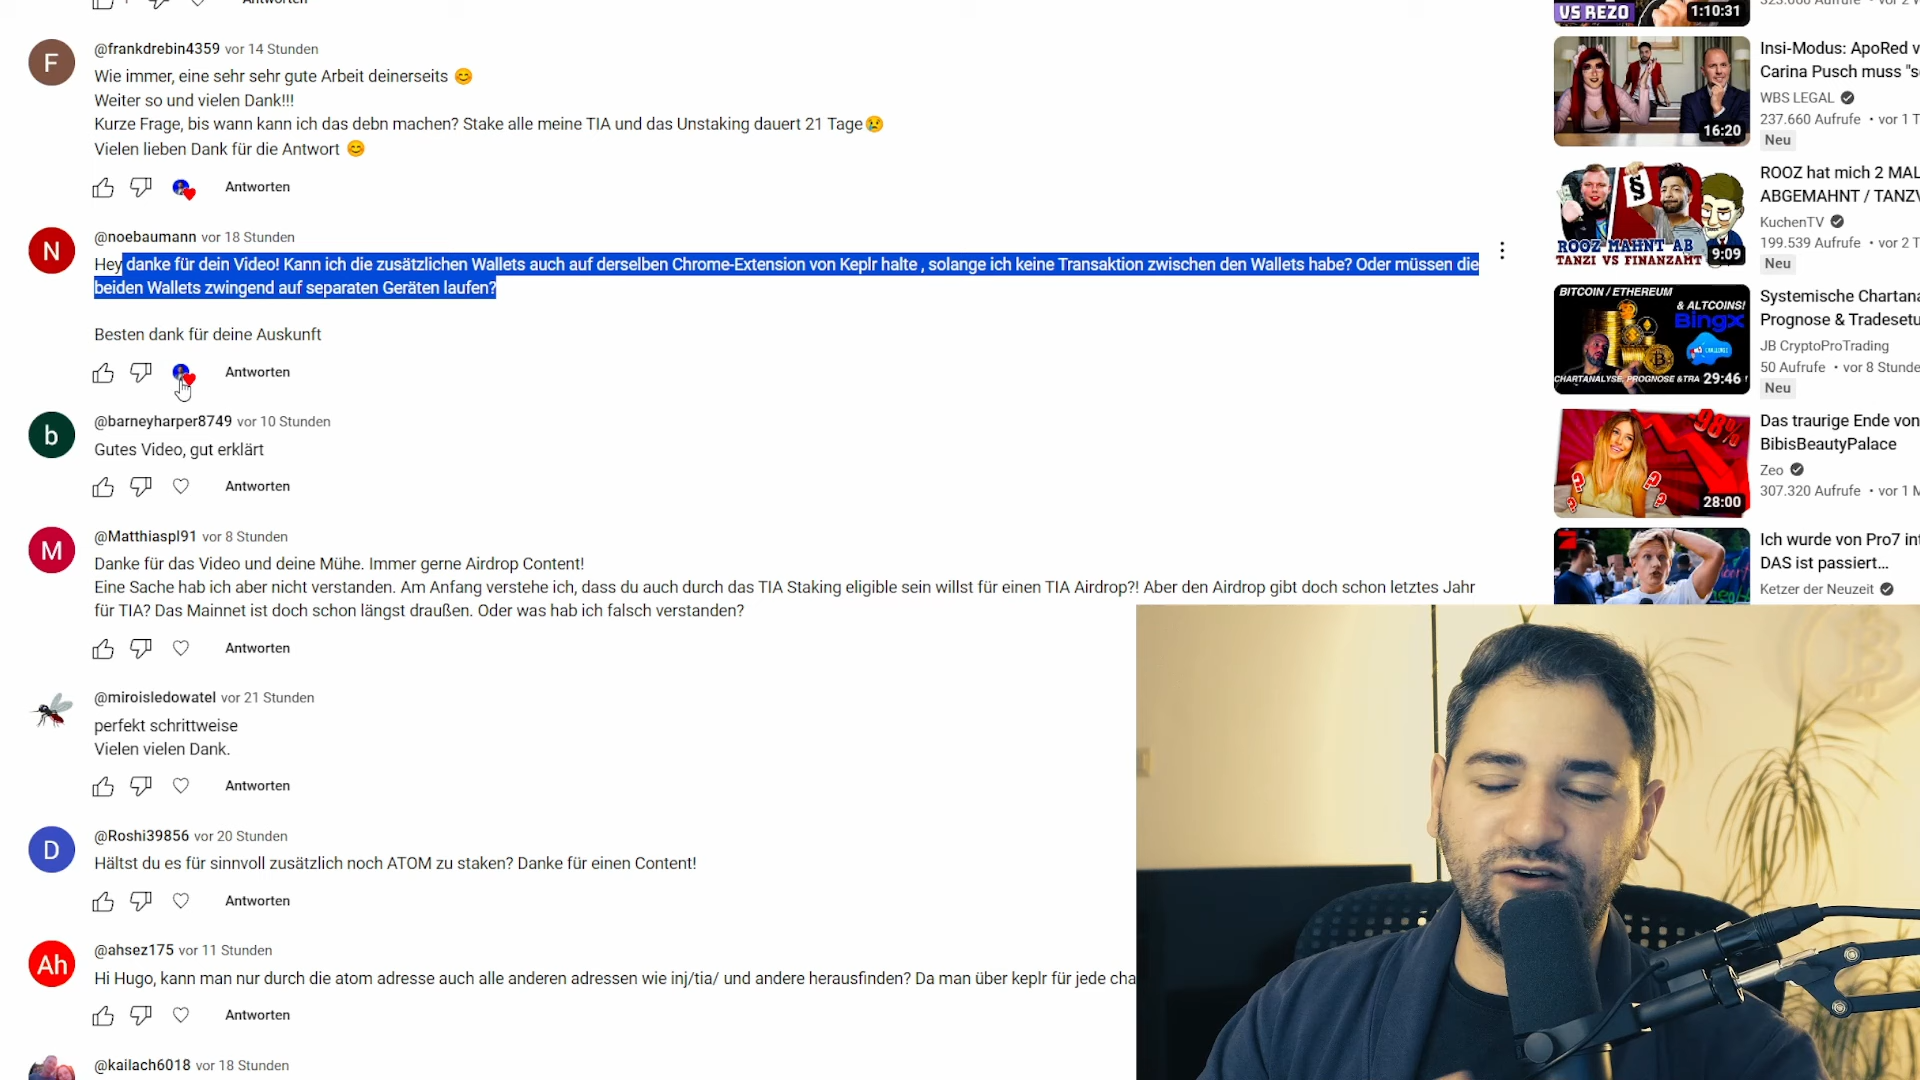 Antworten
@frankdrebin4359 vor 14 Stunden
Wie immer, eine sehr sehr gute Arbeit deinerseits 😊
Weiter so und vielen Dank!!!
Kurze Frage, bis wann kann ich das debn machen? Stake alle meine TIA und das Unstaking dauert 21 Tage😢
Vielen lieben Dank für die Antwort 😊
Antworten
@noebaumann vor 18 Stunden
Hey danke für dein Video! Kann ich die zusätzlichen Wallets auch auf derselben Chrome-Extension von Keplr halte , solange ich keine Transaktion zwischen den Wallets habe? Oder müssen die
beiden Wallets zwingend auf separaten Geräten laufen?
Besten dank für deine Auskunft
Antworten
@barneyharper8749 vor 10 Stunden
Gutes Video, gut erklärt
Antworten
@Matthiaspl91 vor 8 Stunden
Danke für das Video und deine Mühe. Immer gerne Airdrop Content!
Eine Sache hab ich aber nicht verstanden. Am Anfang verstehe ich, dass du auch durch das TIA Staking eligible sein willst für einen TIA Airdrop?! Aber den Airdrop gibt doch schon letztes Jahr
für TIA? Das Mainnet ist doch schon längst draußen. Oder was hab ich falsch verstanden?
Antworten
@miroisledowatel vor 21 Stunden
perfekt schrittweise
Vielen vielen Dank.
Antworten
@Roshi39856 vor 20 Stunden
Hältst du es für sinnvoll zusätzlich noch ATOM zu staken? Danke für einen Content!
Antworten
@ahsez175 vor 11 Stunden
Hi Hugo, kann man nur durch die atom adresse auch alle anderen adressen wie inj/tia/ und andere herausfinden? Da man über keplr für jede cha
Antworten
@kailach6018 vor 18 Stunden
F
N
b
M
D
Ah
VS REZO
1:10:31
Insi-Modus: ApoRed v
Carina Pusch muss "s
WBS LEGAL
237.660 Aufrufe • vor 1 T
Neu
16:20
ROOZ hat mich 2 MAL
ABGEMAHNT / TANZV
KuchenTV
199.539 Aufrufe • vor 2 T
Neu
§
ROOZ MAHNT AB
TANZI VS FINANZAMT
9:09
Systemische Chartana
Prognose & Tradesetu
JB CryptoProTrading
50 Aufrufe • vor 8 Stunde
Neu
BITCOIN / ETHEREUM
& ALTCOINS!
BingX
CHARTANALYSE, PROGNOSE &TRA
29:46
Das traurige Ende von
BibisBeautyPalace
Zeo
307.320 Aufrufe • vor 1 M
-98%
28:00
Ich wurde von Pro7 int
DAS ist passiert...
Ketzer der Neuzeit